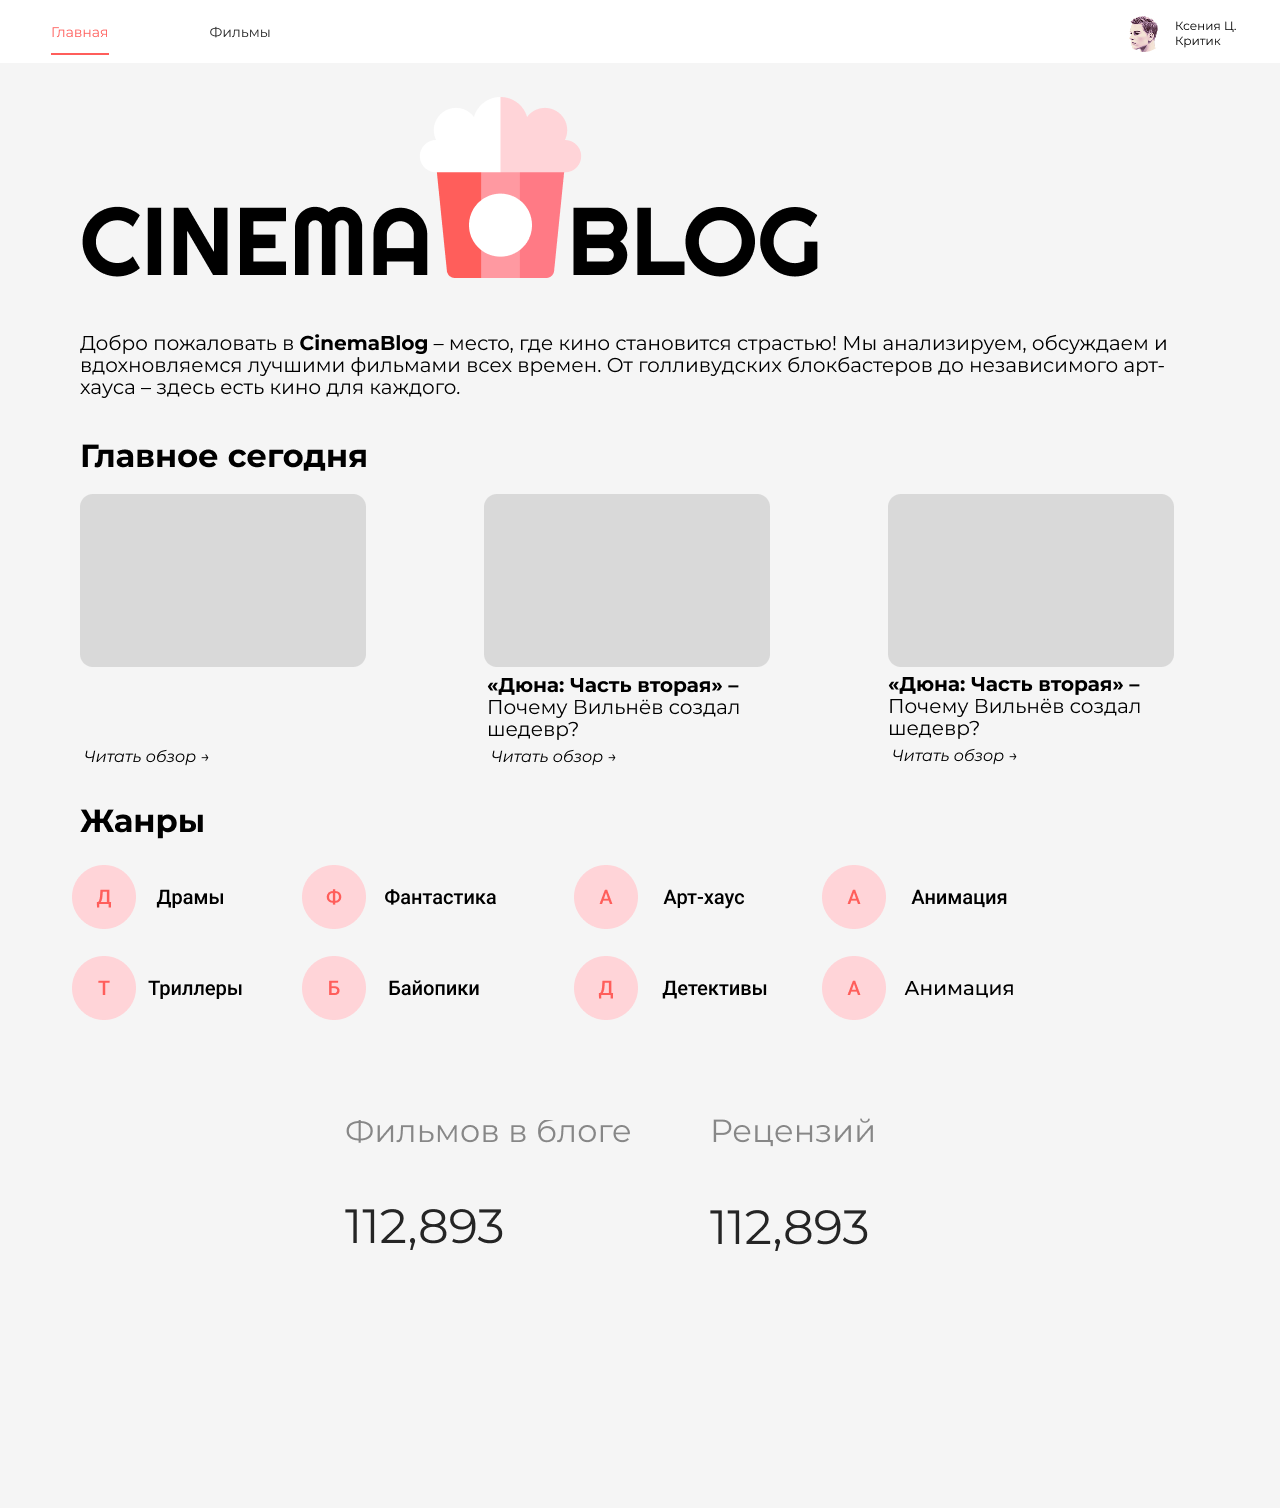 Главная
Фильмы
Ксения Ц.
Критик
CINEMA BLOG
Добро пожаловать в CinemaBlog – место, где кино становится страстью! Мы анализируем, обсуждаем и
вдохновляемся лучшими фильмами всех времен. От голливудских блокбастеров до независимого арт-
хауса – здесь есть кино для каждого.
Главное сегодня
Читать обзор →
«Дюна: Часть вторая» –
Почему Вильнёв создал
шедевр?
Читать обзор →
«Дюна: Часть вторая» –
Почему Вильнёв создал
шедевр?
Читать обзор →
Жанры
Д Драмы
Ф Фантастика
А Арт-хаус
А Анимация
Т Триллеры
Б Байопики
Д Детективы
А Анимация
Фильмов в блоге
112,893
Рецензий
112,893